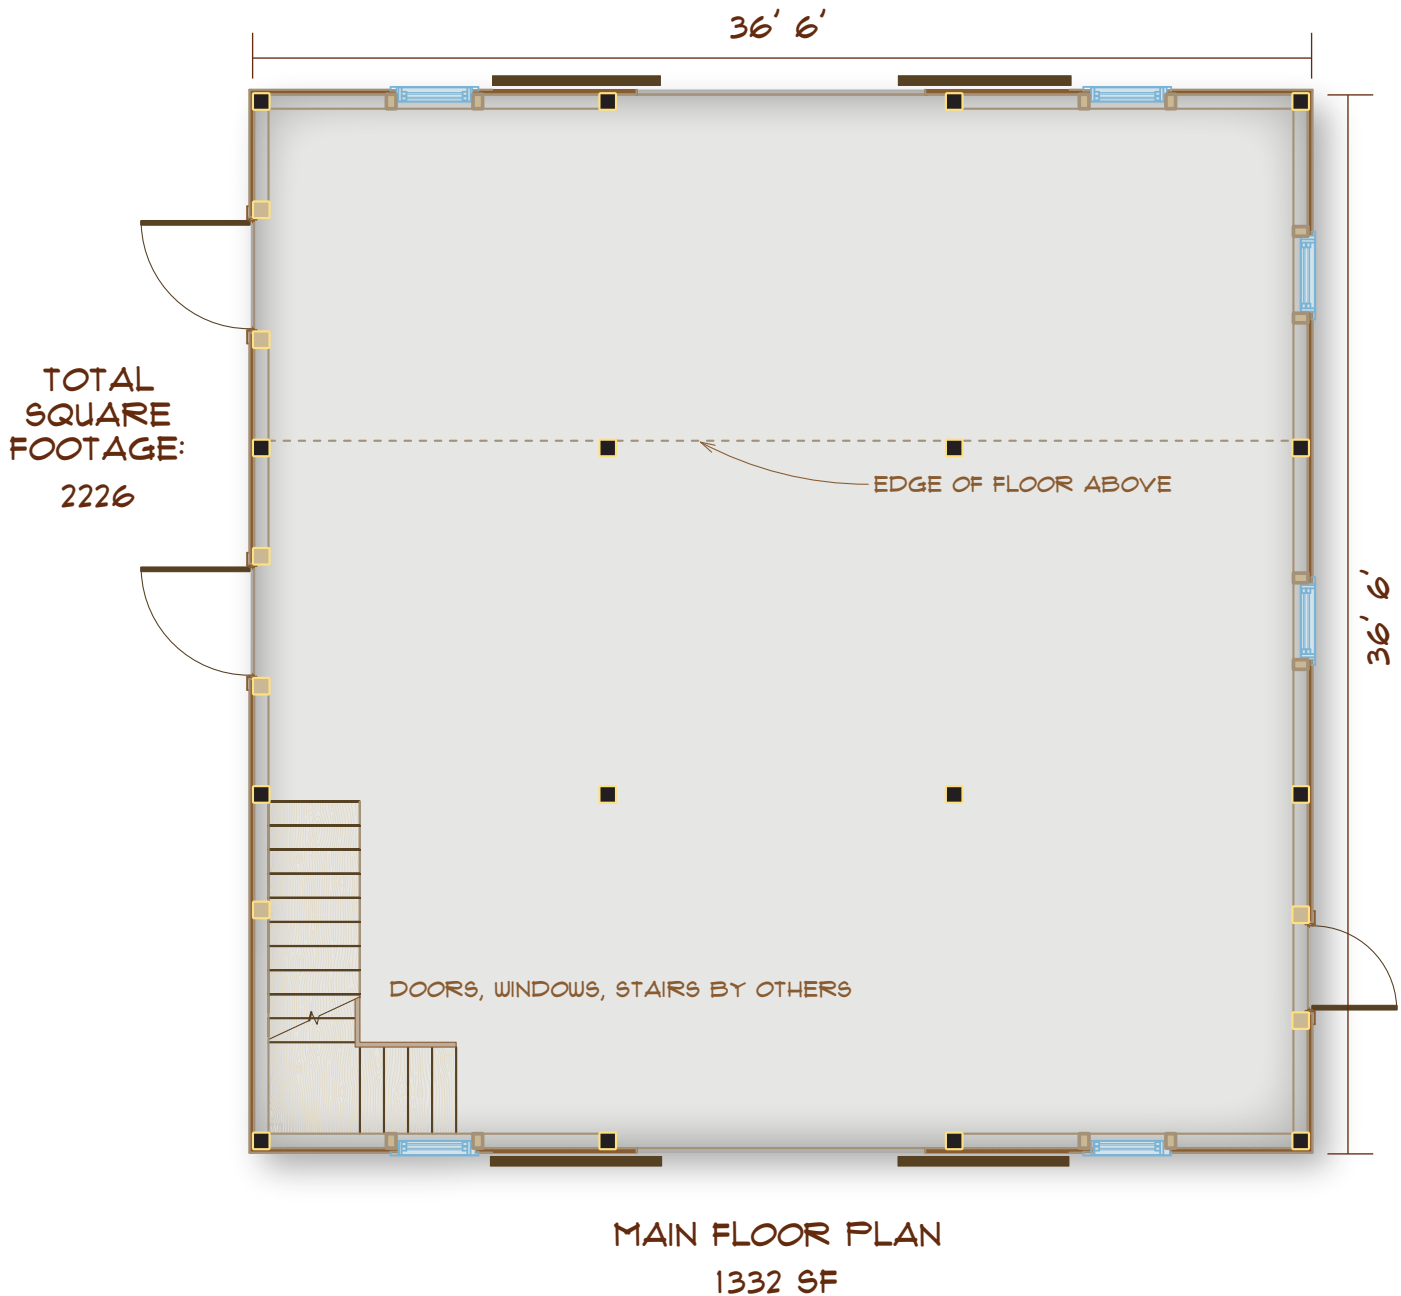 36' 6'
TOTAL
SQUARE
FOOTAGE:
2226
EDGE OF FLOOR ABOVE
36' 6'
DOORS, WINDOWS, STAIRS BY OTHERS
MAIN FLOOR PLAN
1332 SF